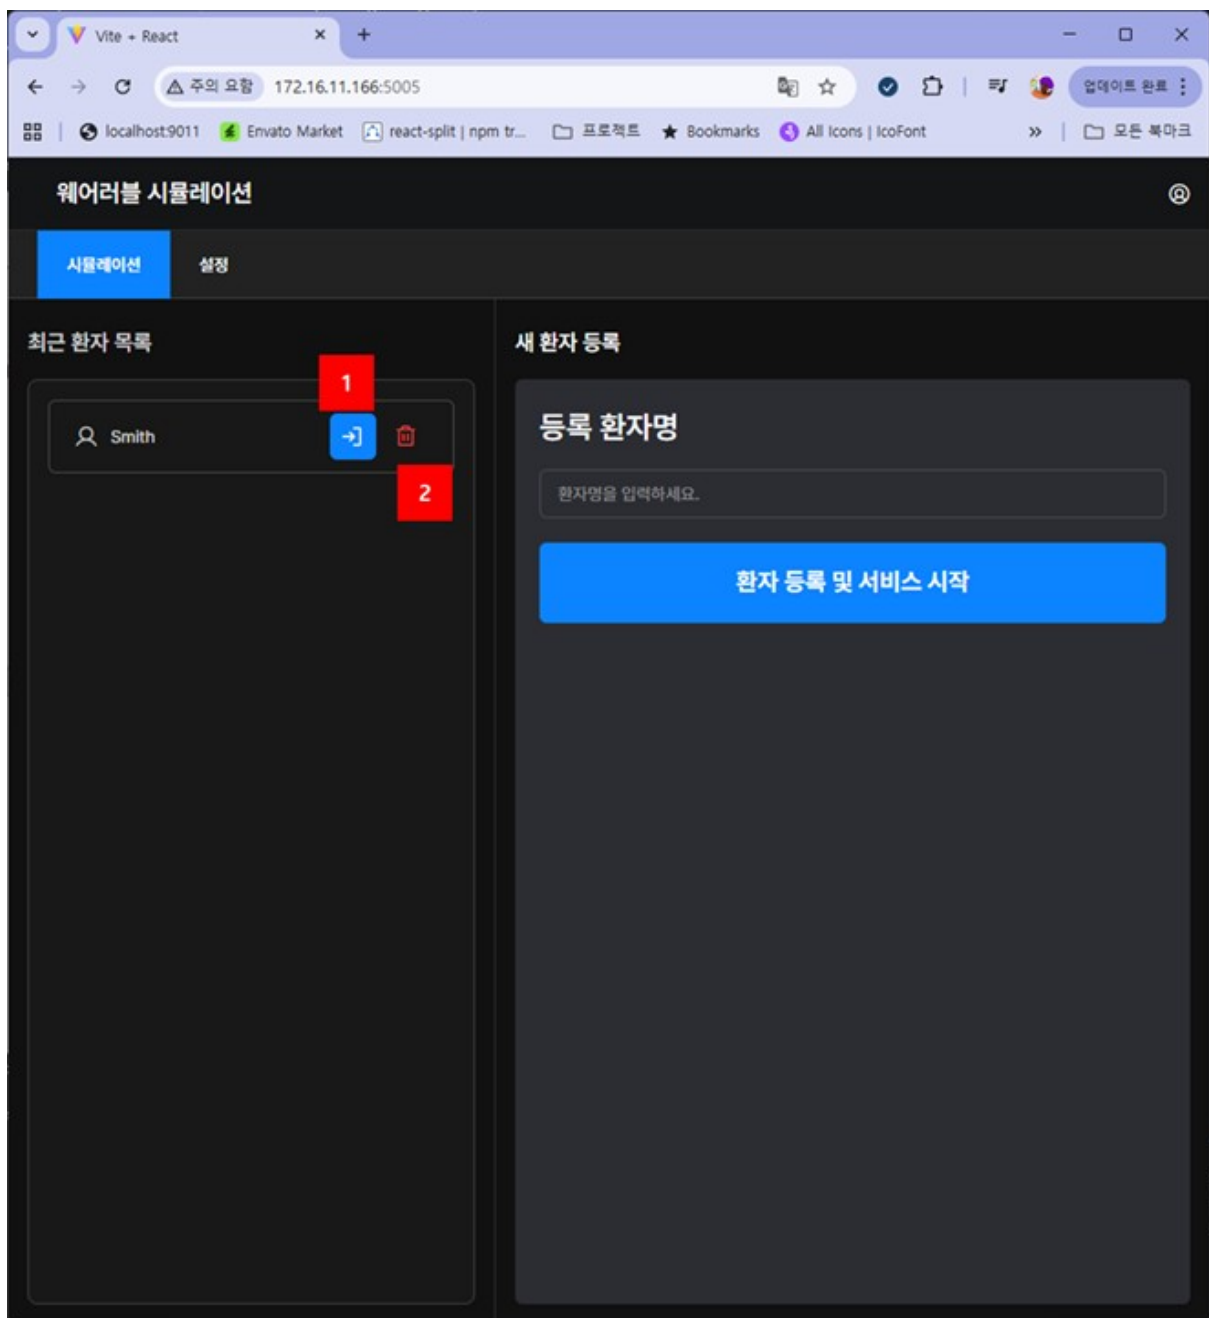 Vite + React
주의 요함 172.16.11.166:5005 업데이트 완료
localhost:9011 Envato Market react-split | npm tr... 프로젝트 Bookmarks All Icons | IcoFont 모든 북마크
웨어러블 시뮬레이션
시뮬레이션 설정
최근 환자 목록
1
Smith
2
새 환자 등록
등록 환자명
환자명을 입력하세요.
환자 등록 및 서비스 시작